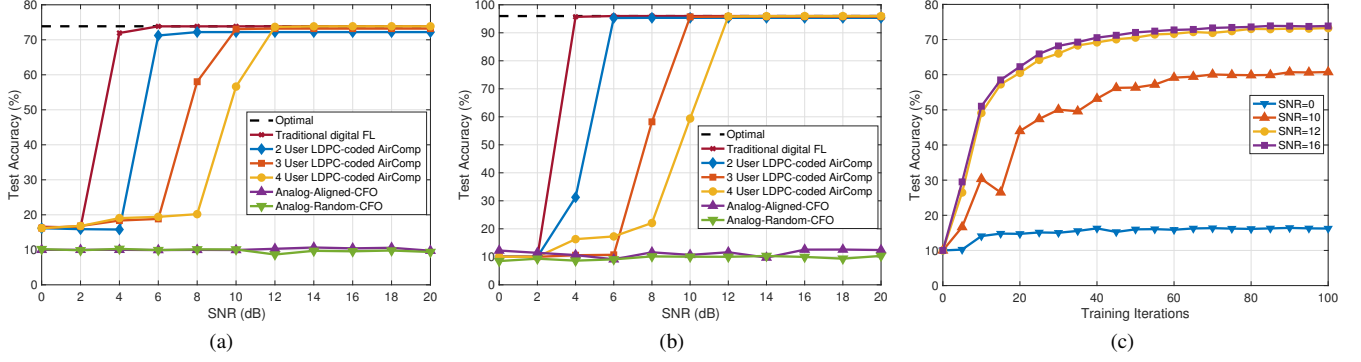 80
70
60
50
40
30
20
10
0
Test Accuracy (%)
0 2 4 6 8 10 12 14 16 18 20
SNR (dB)
Optimal
Traditional digital FL
2 User LDPC-coded AirComp
3 User LDPC-coded AirComp
4 User LDPC-coded AirComp
Analog-Aligned-CFO
Analog-Random-CFO
(a)
100
90
80
70
60
50
40
30
20
10
0
Test Accuracy (%)
0 2 4 6 8 10 12 14 16 18 20
SNR (dB)
Optimal
Traditional digital FL
2 User LDPC-coded AirComp
3 User LDPC-coded AirComp
4 User LDPC-coded AirComp
Analog-Aligned-CFO
Analog-Random-CFO
(b)
80
70
60
50
40
30
20
10
0
Test Accuracy (%)
0 20 40 60 80 100
Training Iterations
SNR=0
SNR=10
SNR=12
SNR=16
(c)